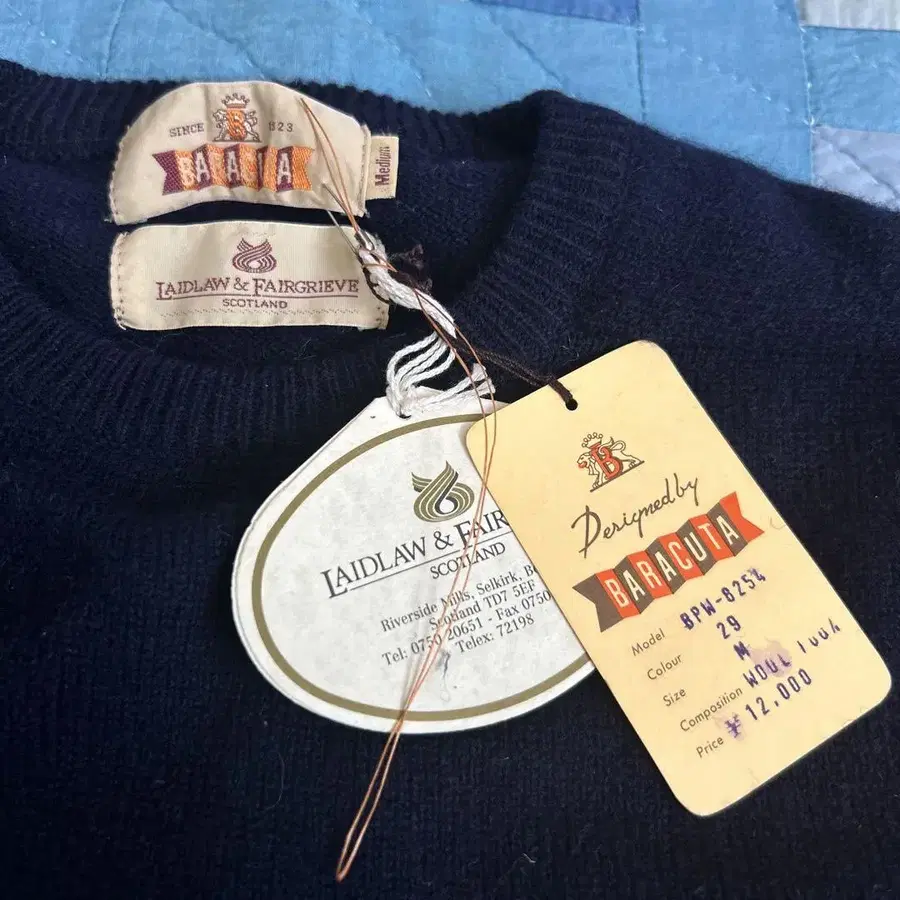 SINCE 1823
BARACUTA
Medium
LAIDLAW & FAIRGRIEVE
SCOTLAND
LAIDLAW & FAIR
SCOTLAND
Riverside Mills, Selkirk, B
Scotland TD7 5EF
Tel: 0750 20651 - Fax 0750
Telex: 72198
B
Designed by
BARACUTA
Model BPW-825
Colour 29
Size M
Composition WOOL 100%
Price ¥12,000